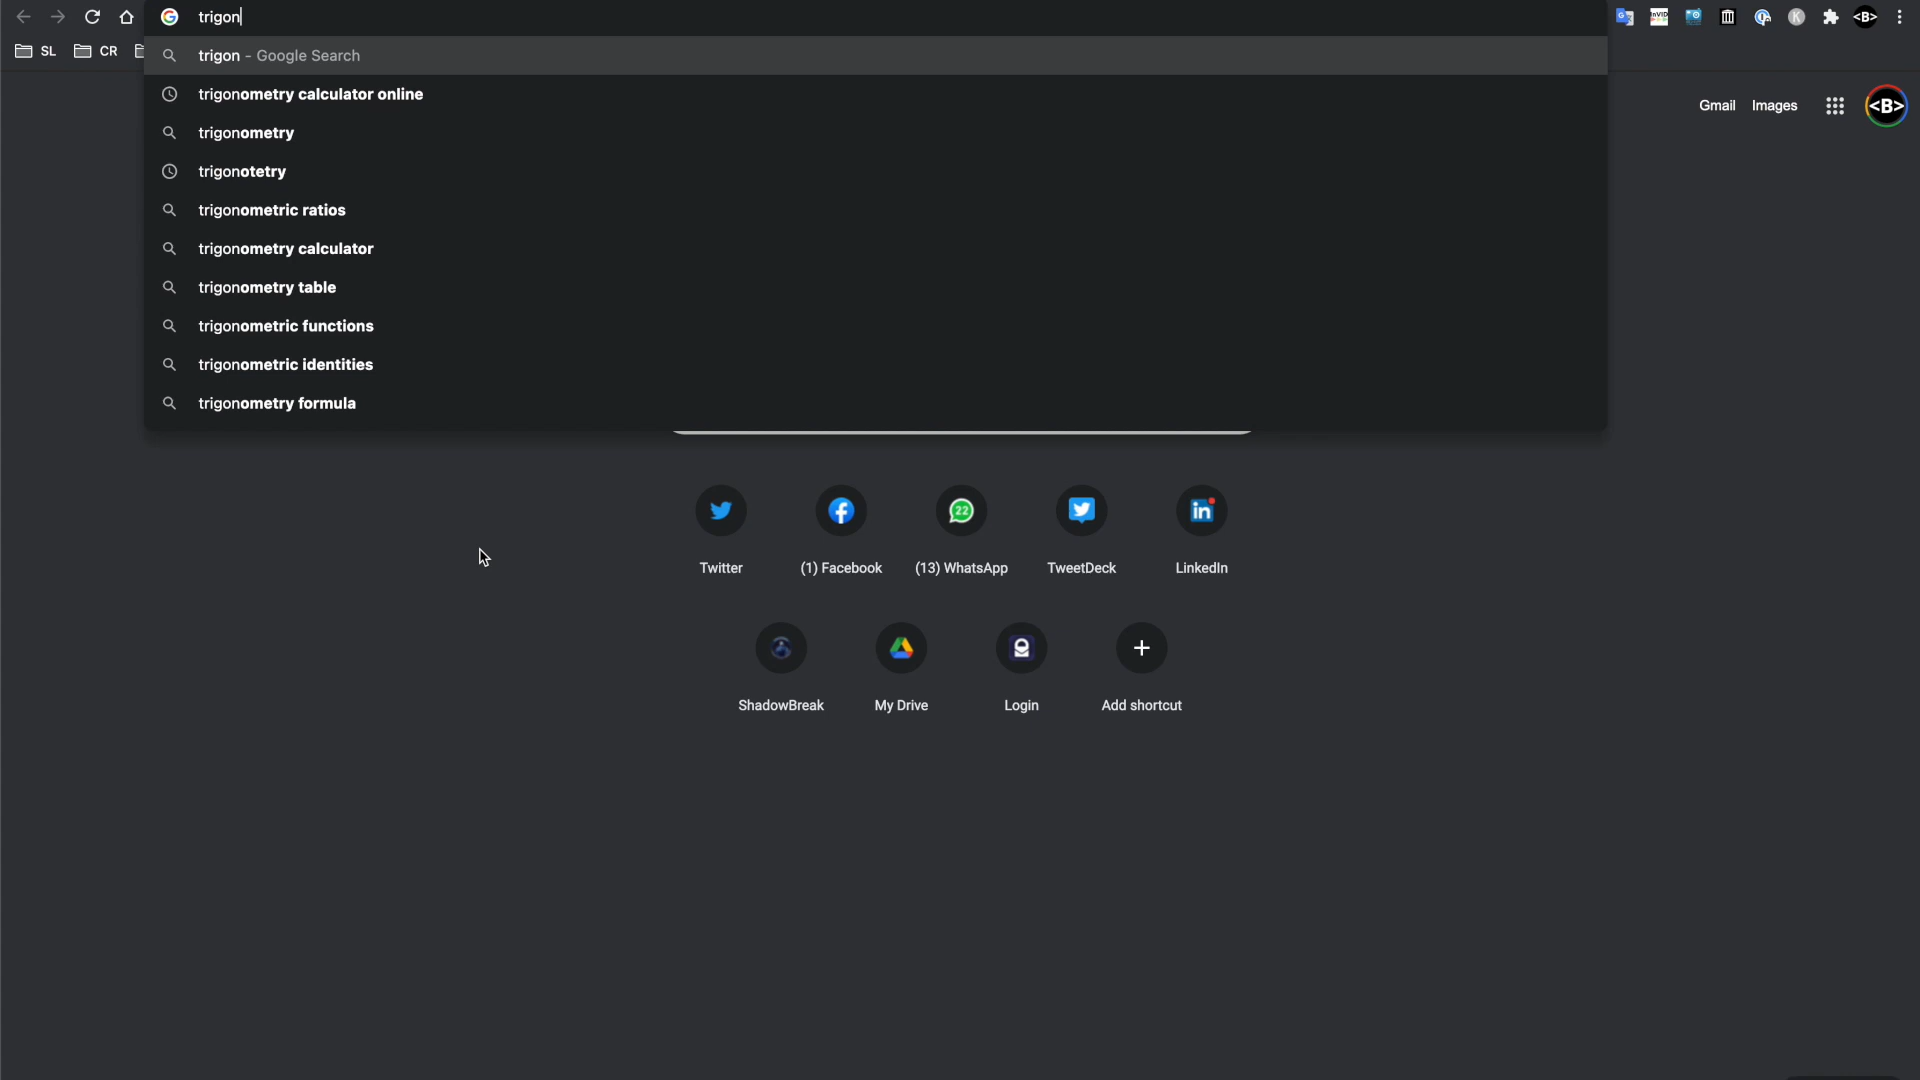 trigon
SL CR
trigon - Google Search
trigonometry calculator online
trigonometry
trigonotetry
trigonometric ratios
trigonometry calculator
trigonometry table
trigonometric functions
trigonometric identities
trigonometry formula
InVID
K
<B>
Gmail Images <B>
22
in
Twitter (1) Facebook (13) WhatsApp TweetDeck LinkedIn
ShadowBreak My Drive Login Add shortcut